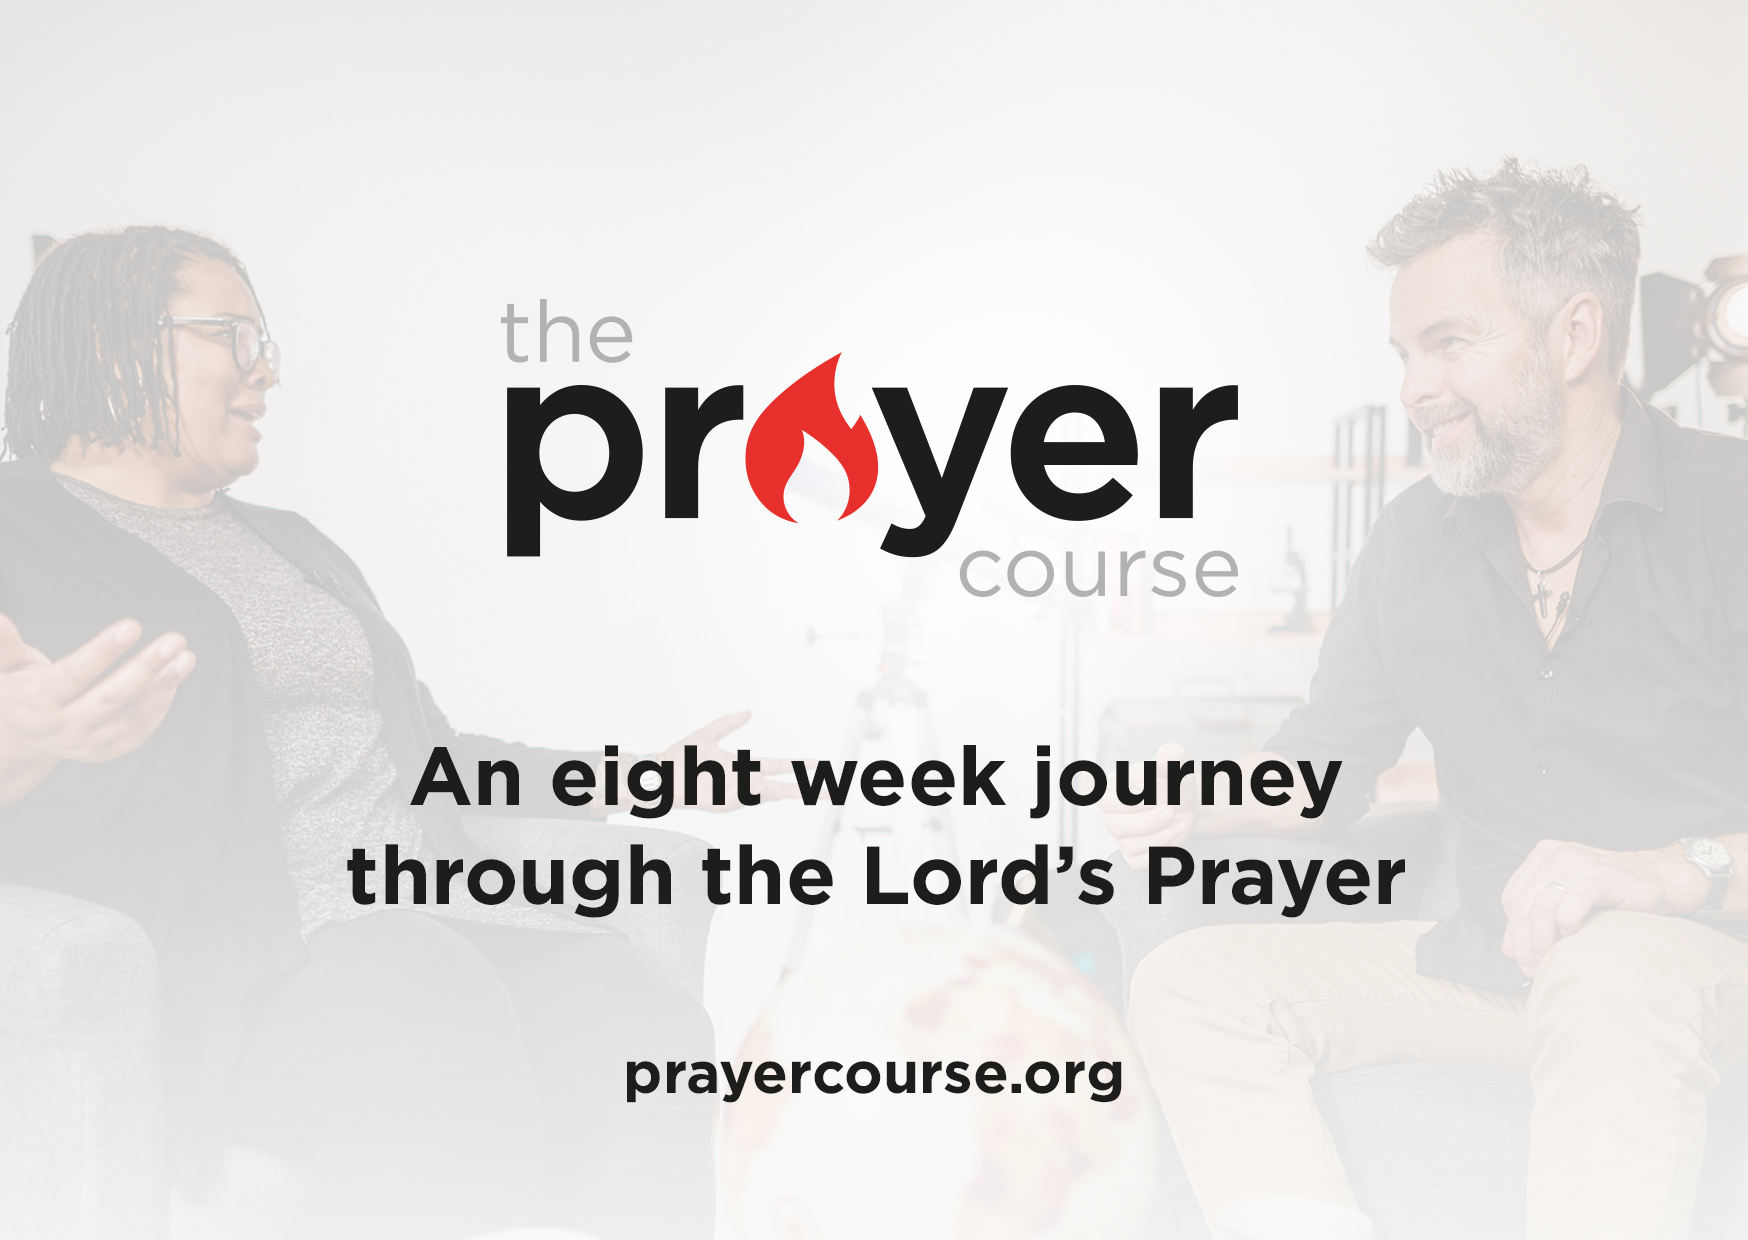 the
prayer
course
An eight week journey
through the Lord’s Prayer
prayercourse.org